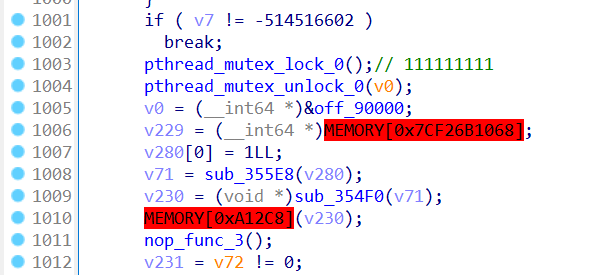 1001 if ( v7 != -514516602 )
1002 break;
1003 pthread_mutex_lock_0();// 111111111
1004 pthread_mutex_unlock_0(v0);
1005 v0 = (__int64 *)&off_90000;
1006 v229 = (__int64 *)MEMORY[0x7CF26B1068];
1007 v280[0] = 1LL;
1008 v71 = sub_355E8(v280);
1009 v230 = (void *)sub_354F0(v71);
1010 MEMORY[0xA12C8](v230);
1011 nop_func_3();
1012 v231 = v72 != 0;